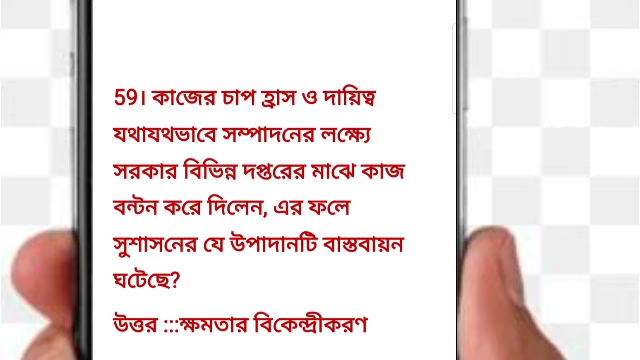 59। কাজের চাপ হ্রাস ও দায়িত্ব
যথাযথভাবে সম্পাদনের লক্ষ্যে
সরকার বিভিন্ন দপ্তরের মাঝে কাজ
বন্টন করে দিলেন, এর ফলে
সুশাসনের যে উপাদানটি বাস্তবায়ন
ঘটেছে?
উত্তর :::ক্ষমতার বিকেন্দ্রীকরণ